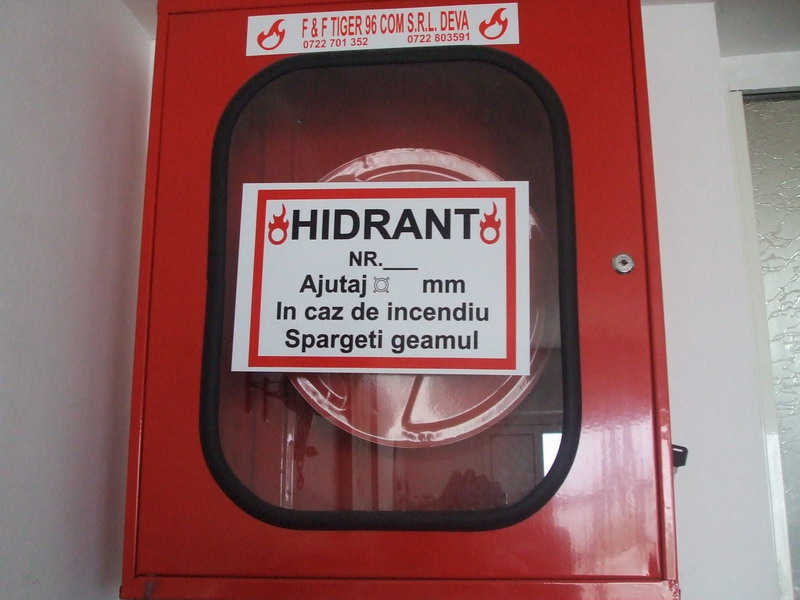 F & F TIGER 96 COM S.R.L. DEVA
0722 701 352 0722 803591
HIDRANT
NR.___
Ajutaj ¤ mm
In caz de incendiu
Spargeti geamul